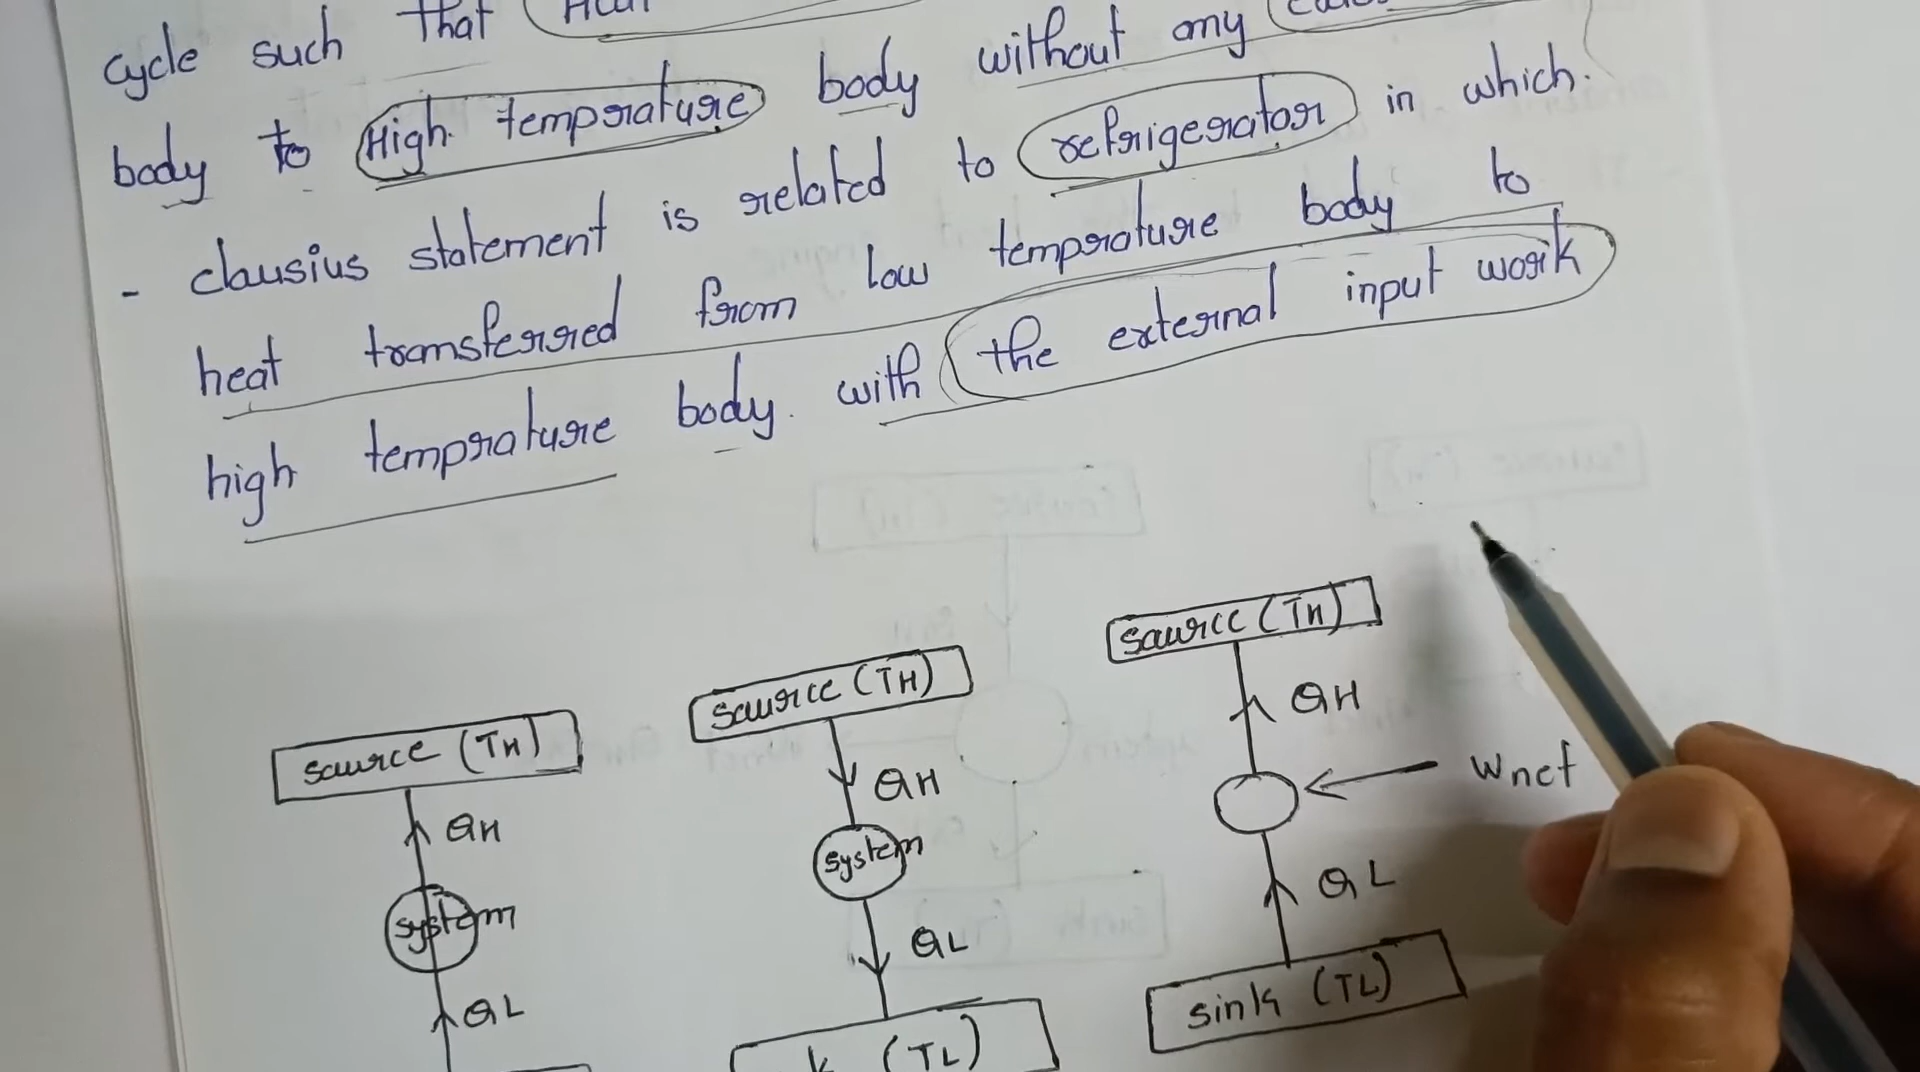 cycle such that Heat
body to High temprature body without any
- clausius statement is related to refrigerator in which
heat transferred from low temprature body to
high temprature body with the external input work
source (TH)
QH
system
QL
source (TH)
QH
system
QL
k (TL)
source (TH)
QH
Wnet
QL
sink (TL)